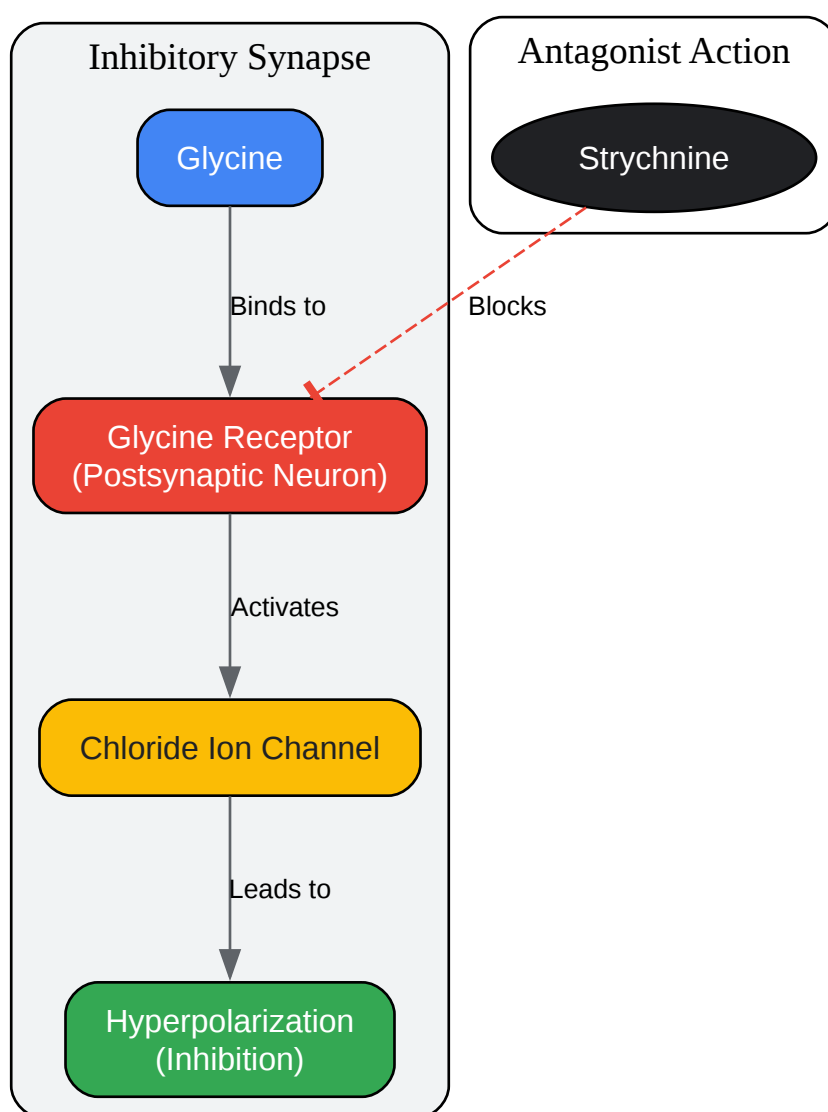 Inhibitory Synapse
Antagonist Action
Glycine
Strychnine
Binds to
Blocks
Glycine Receptor
(Postsynaptic Neuron)
Activates
Chloride Ion Channel
Leads to
Hyperpolarization
(Inhibition)